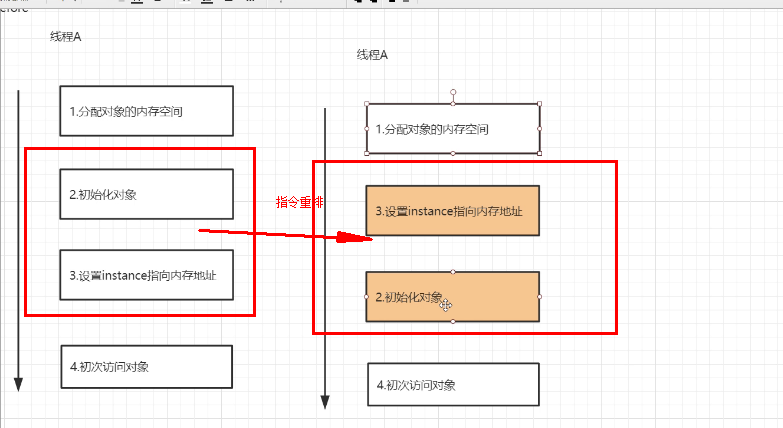 efore
线程A
1.分配对象的内存空间
2.初始化对象
3.设置instance指向内存地址
4.初次访问对象
指令重排
线程A
1.分配对象的内存空间
3.设置instance指向内存地址
2.初始化对象
4.初次访问对象